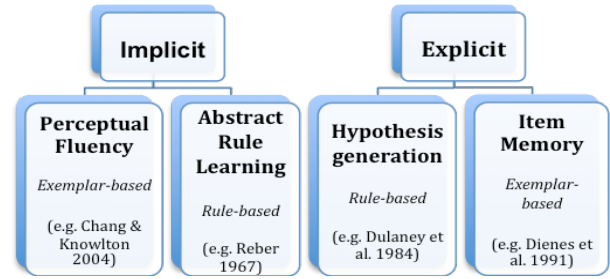 Implicit
Explicit
Perceptual
Fluency
Exemplar-based
(e.g. Chang &
Knowlton
2004)
Abstract
Rule
Learning
Rule-based
(e.g. Reber
1967)
Hypothesis
generation
Rule-based
(e.g. Dulaney et
al. 1984)
Item
Memory
Exemplar-
based
(e.g. Dienes et
al. 1991)